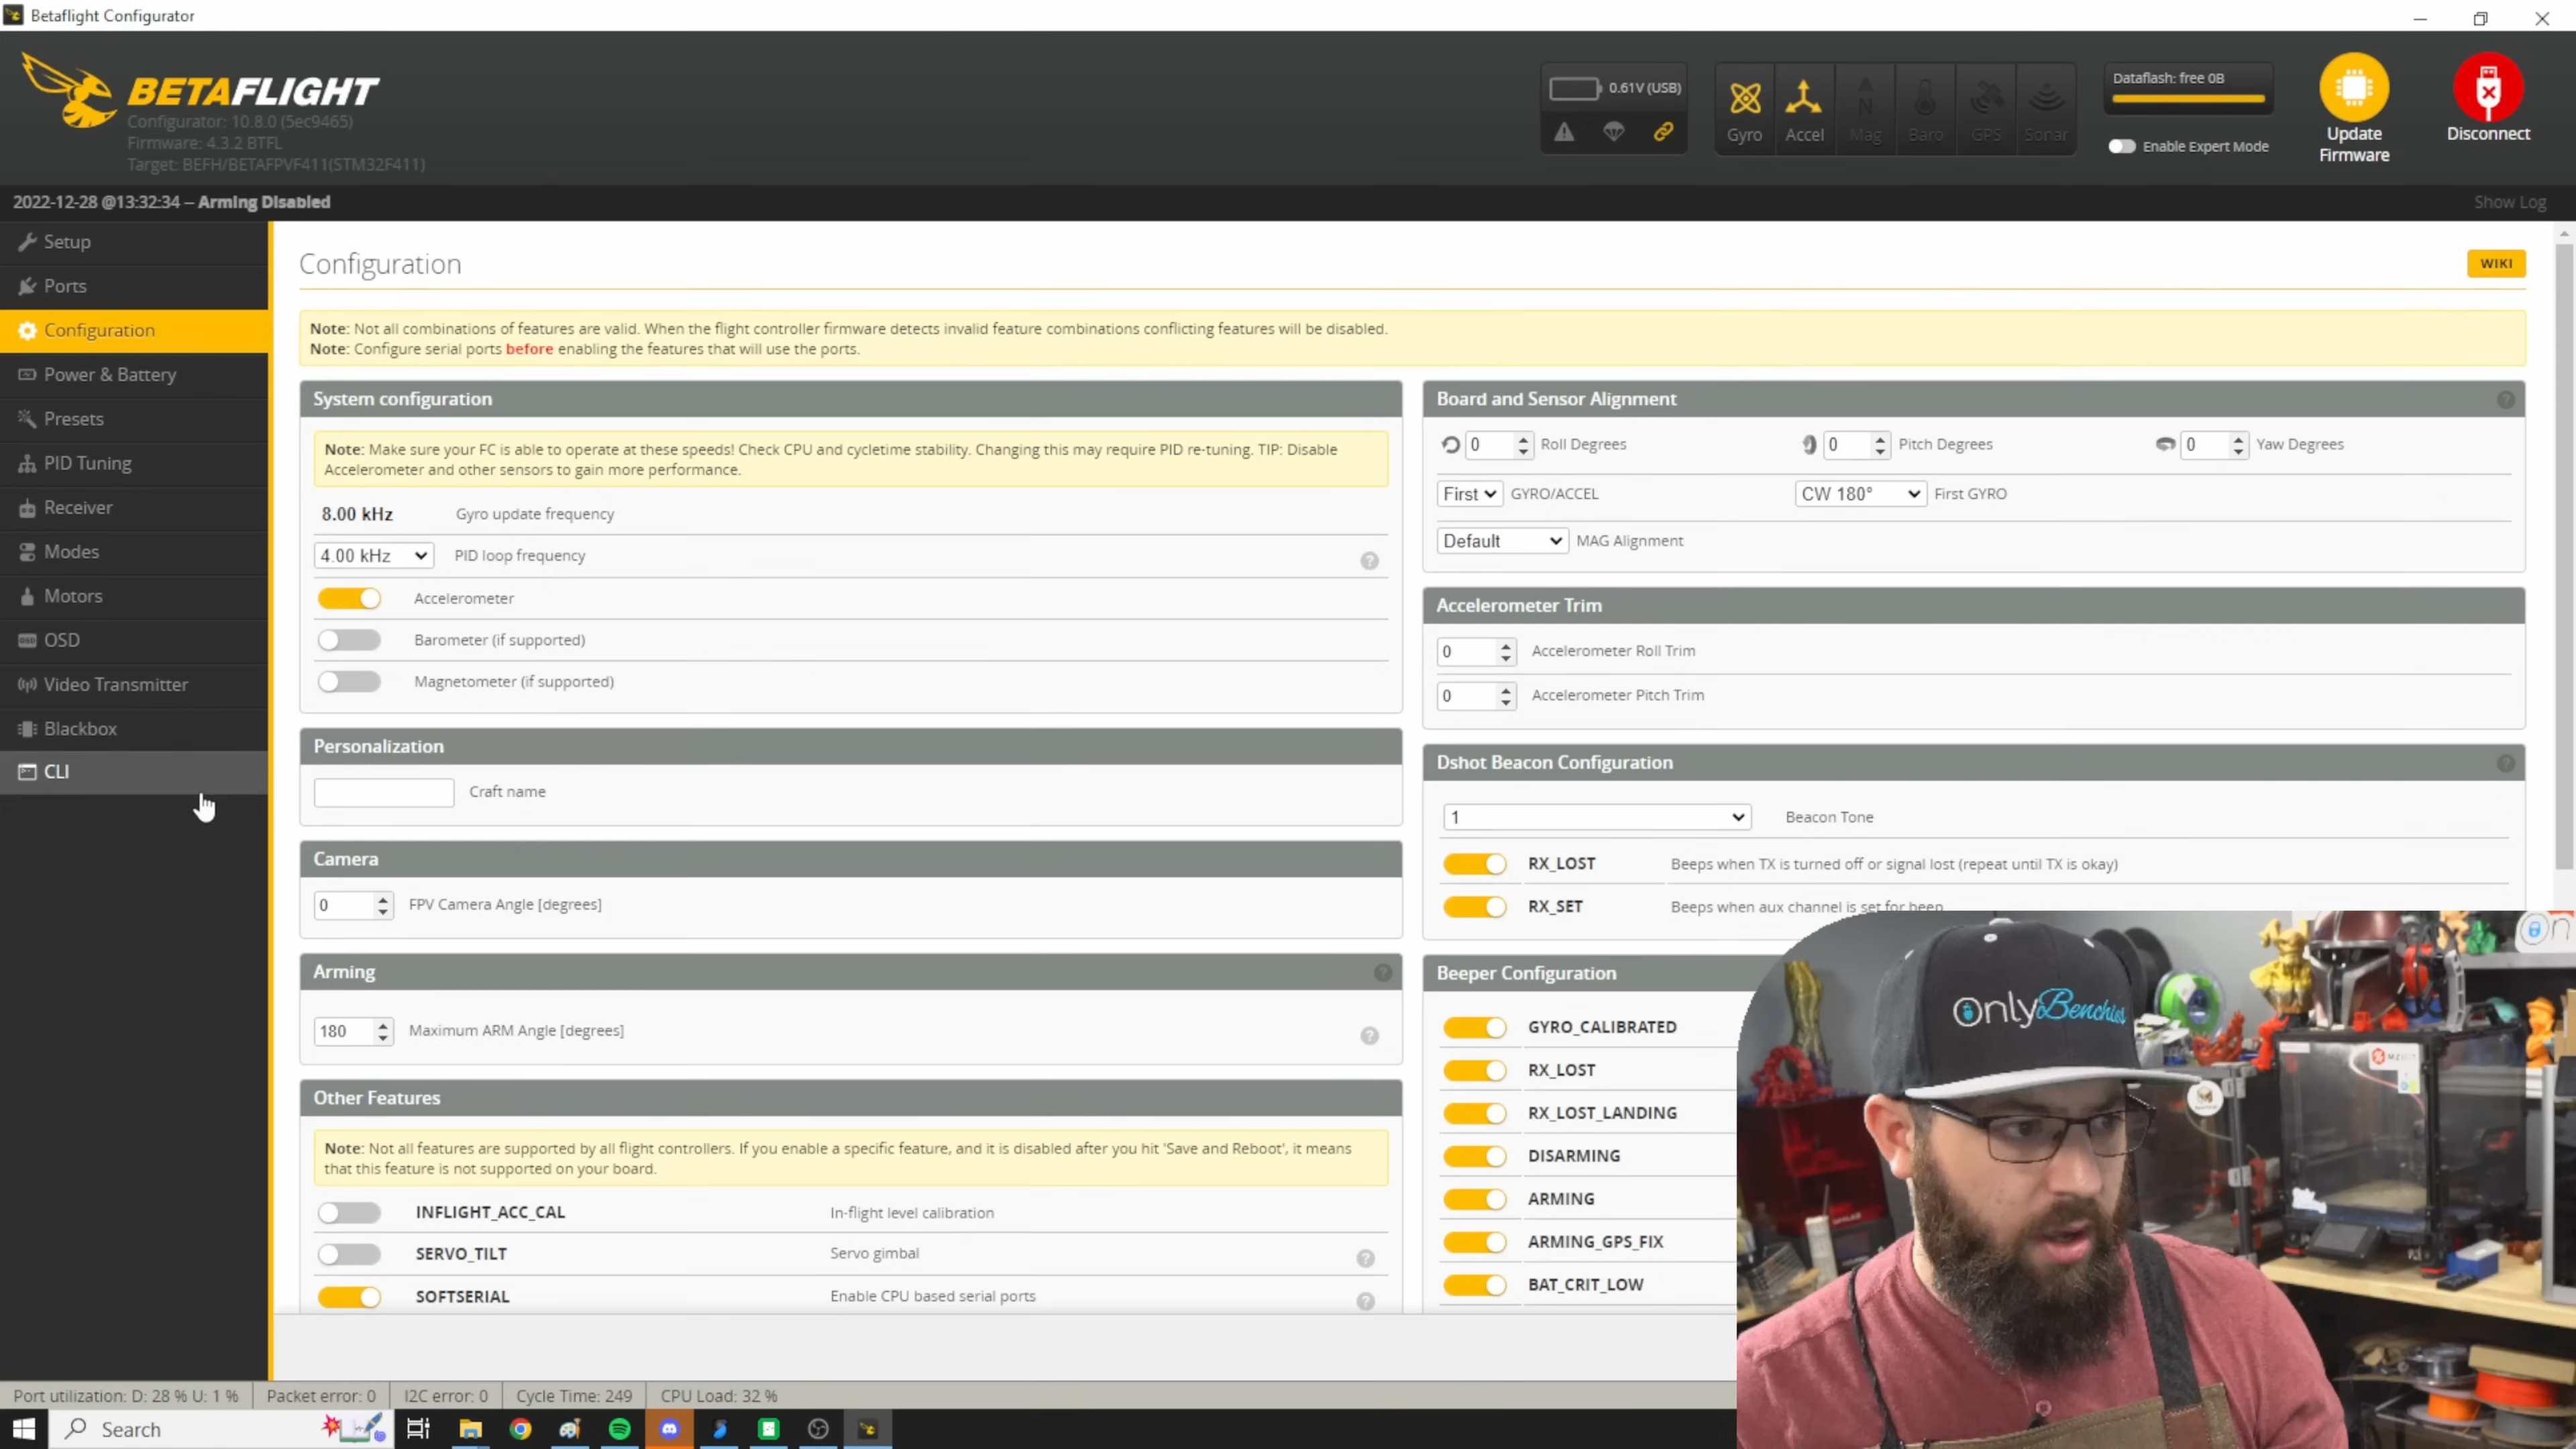 Betaflight Configurator
BETAFLIGHT
Configurator: 10.8.0 (5ec9465)
Firmware: 4.3.2 BTFL
Target: BEFH/BETAFPVF411(STM32F411)
0.61V (USB)
Gyro
Accel
Mag
Baro
GPS
Sonar
Dataflash: free 0B
Enable Expert Mode
Update
Firmware
Disconnect
2022-12-28 @13:32:34 – Arming Disabled
Show Log
Setup
Ports
Configuration
Power & Battery
Presets
PID Tuning
Receiver
Modes
Motors
OSD
Video Transmitter
Blackbox
CLI
Configuration
WIKI
Note: Not all combinations of features are valid. When the flight controller firmware detects invalid feature combinations conflicting features will be disabled.
Note: Configure serial ports before enabling the features that will use the ports.
System configuration
Note: Make sure your FC is able to operate at these speeds! Check CPU and cycletime stability. Changing this may require PID re-tuning. TIP: Disable
Accelerometer and other sensors to gain more performance.
8.00 kHz Gyro update frequency
4.00 kHz PID loop frequency
Accelerometer
Barometer (if supported)
Magnetometer (if supported)
Personalization
Craft name
Camera
0 FPV Camera Angle [degrees]
Arming
180 Maximum ARM Angle [degrees]
Other Features
Note: Not all features are supported by all flight controllers. If you enable a specific feature, and it is disabled after you hit 'Save and Reboot', it means
that this feature is not supported on your board.
INFLIGHT_ACC_CAL In-flight level calibration
SERVO_TILT Servo gimbal
SOFTSERIAL Enable CPU based serial ports
Board and Sensor Alignment
0 Roll Degrees 0 Pitch Degrees 0 Yaw Degrees
First GYRO/ACCEL CW 180° First GYRO
Default MAG Alignment
Accelerometer Trim
0 Accelerometer Roll Trim
0 Accelerometer Pitch Trim
Dshot Beacon Configuration
1 Beacon Tone
RX_LOST Beeps when TX is turned off or signal lost (repeat until TX is okay)
RX_SET Beeps when aux channel is set for beep
Beeper Configuration
GYRO_CALIBRATED
RX_LOST
RX_LOST_LANDING
DISARMING
ARMING
ARMING_GPS_FIX
BAT_CRIT_LOW
OnlyBenchies
Port utilization: D: 28 % U: 1 % Packet error: 0 I2C error: 0 Cycle Time: 249 CPU Load: 32 %
Search